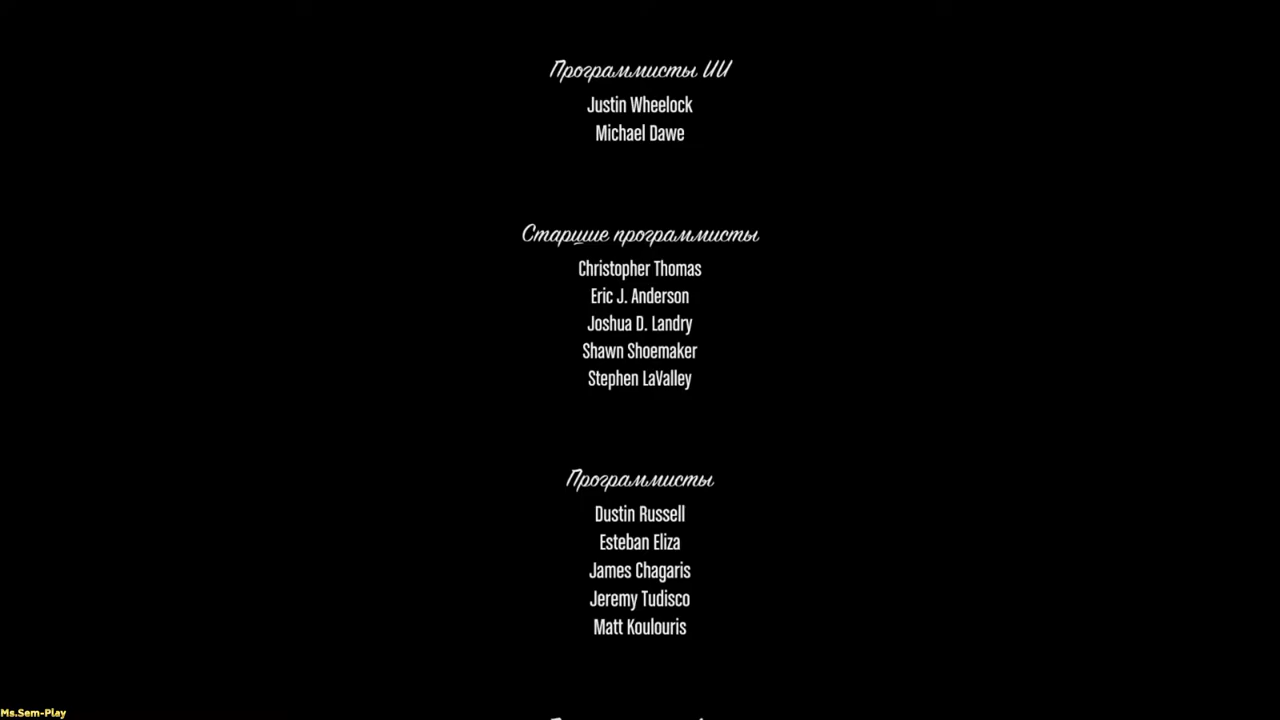 Программисты ИИ
Justin Wheelock
Michael Dawe
Старшие программисты
Christopher Thomas
Eric J. Anderson
Joshua D. Landry
Shawn Shoemaker
Stephen LaValley
Программисты
Dustin Russell
Esteban Eliza
James Chagaris
Jeremy Tudisco
Matt Koulouris
Ms.Sem-Play